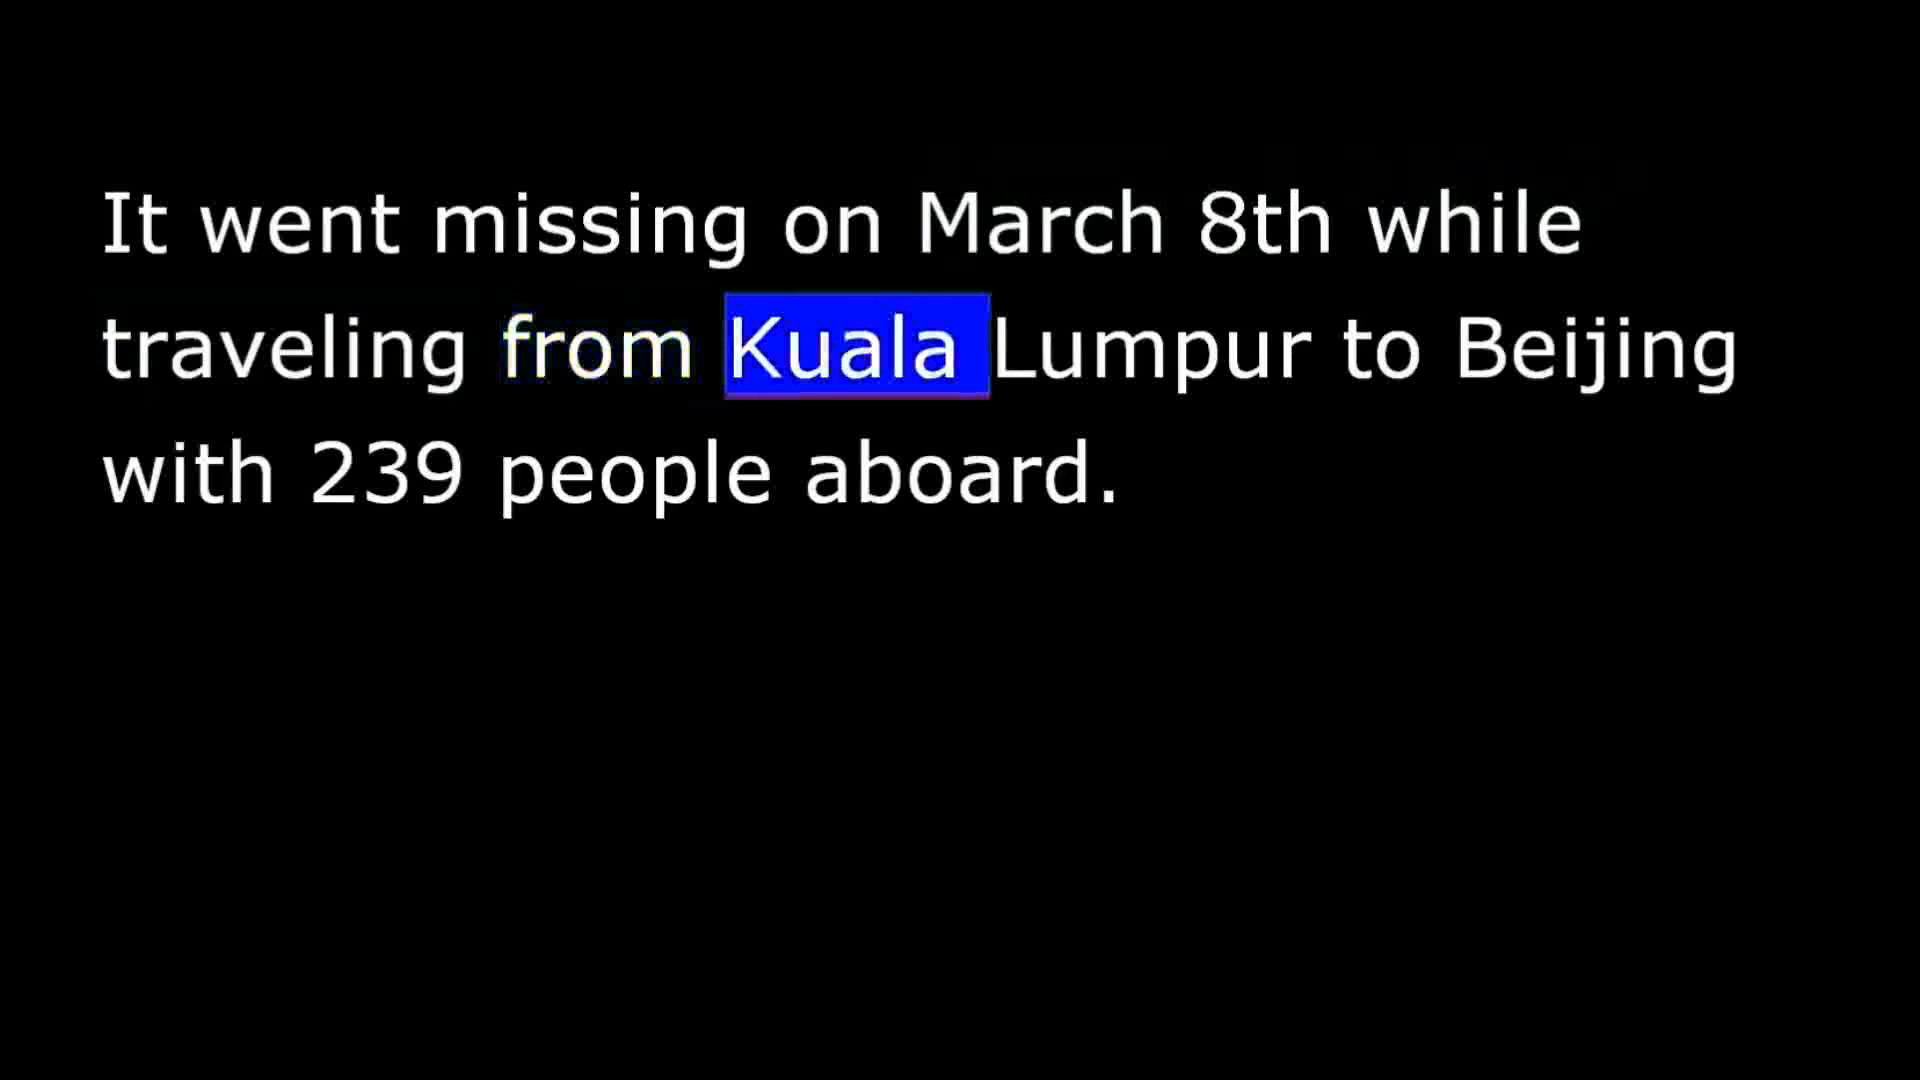 It went missing on March 8th while
traveling from Kuala Lumpur to Beijing
with 239 people aboard.